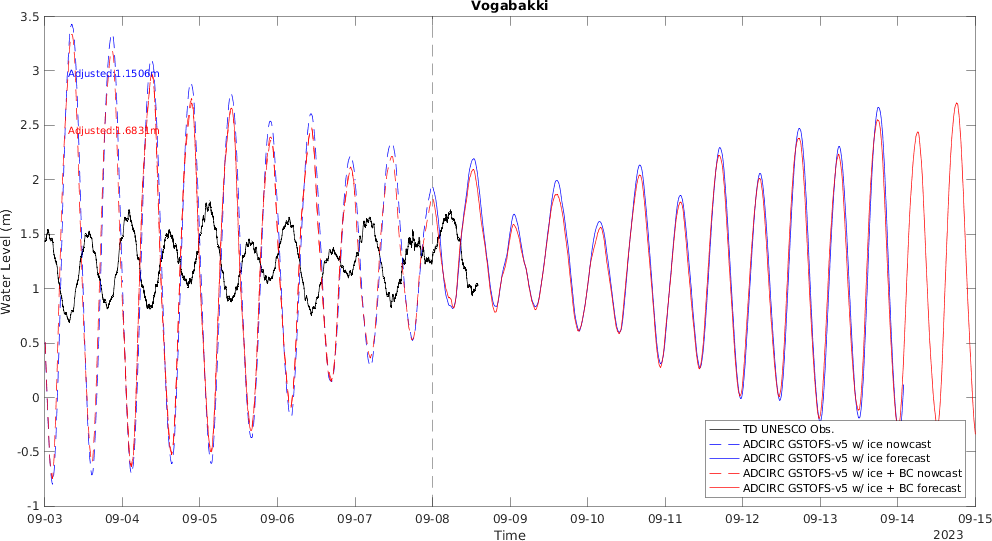 Vogabakki
3.5
3
2.5
2
1.5
1
0.5
0
-0.5
-1
Water Level (m)
Adjusted:1.1506m
Adjusted:1.6831m
TD UNESCO Obs.
ADCIRC GSTOFS-v5 w/ ice nowcast
ADCIRC GSTOFS-v5 w/ ice forecast
ADCIRC GSTOFS-v5 w/ ice + BC nowcast
ADCIRC GSTOFS-v5 w/ ice + BC forecast
09-03 09-04 09-05 09-06 09-07 09-08 09-09 09-10 09-11 09-12 09-13 09-14 09-15
Time
2023